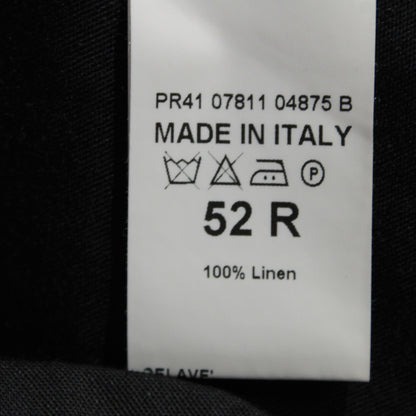 PR41 07811 04875 B
MADE IN ITALY
P
52 R
100% Linen